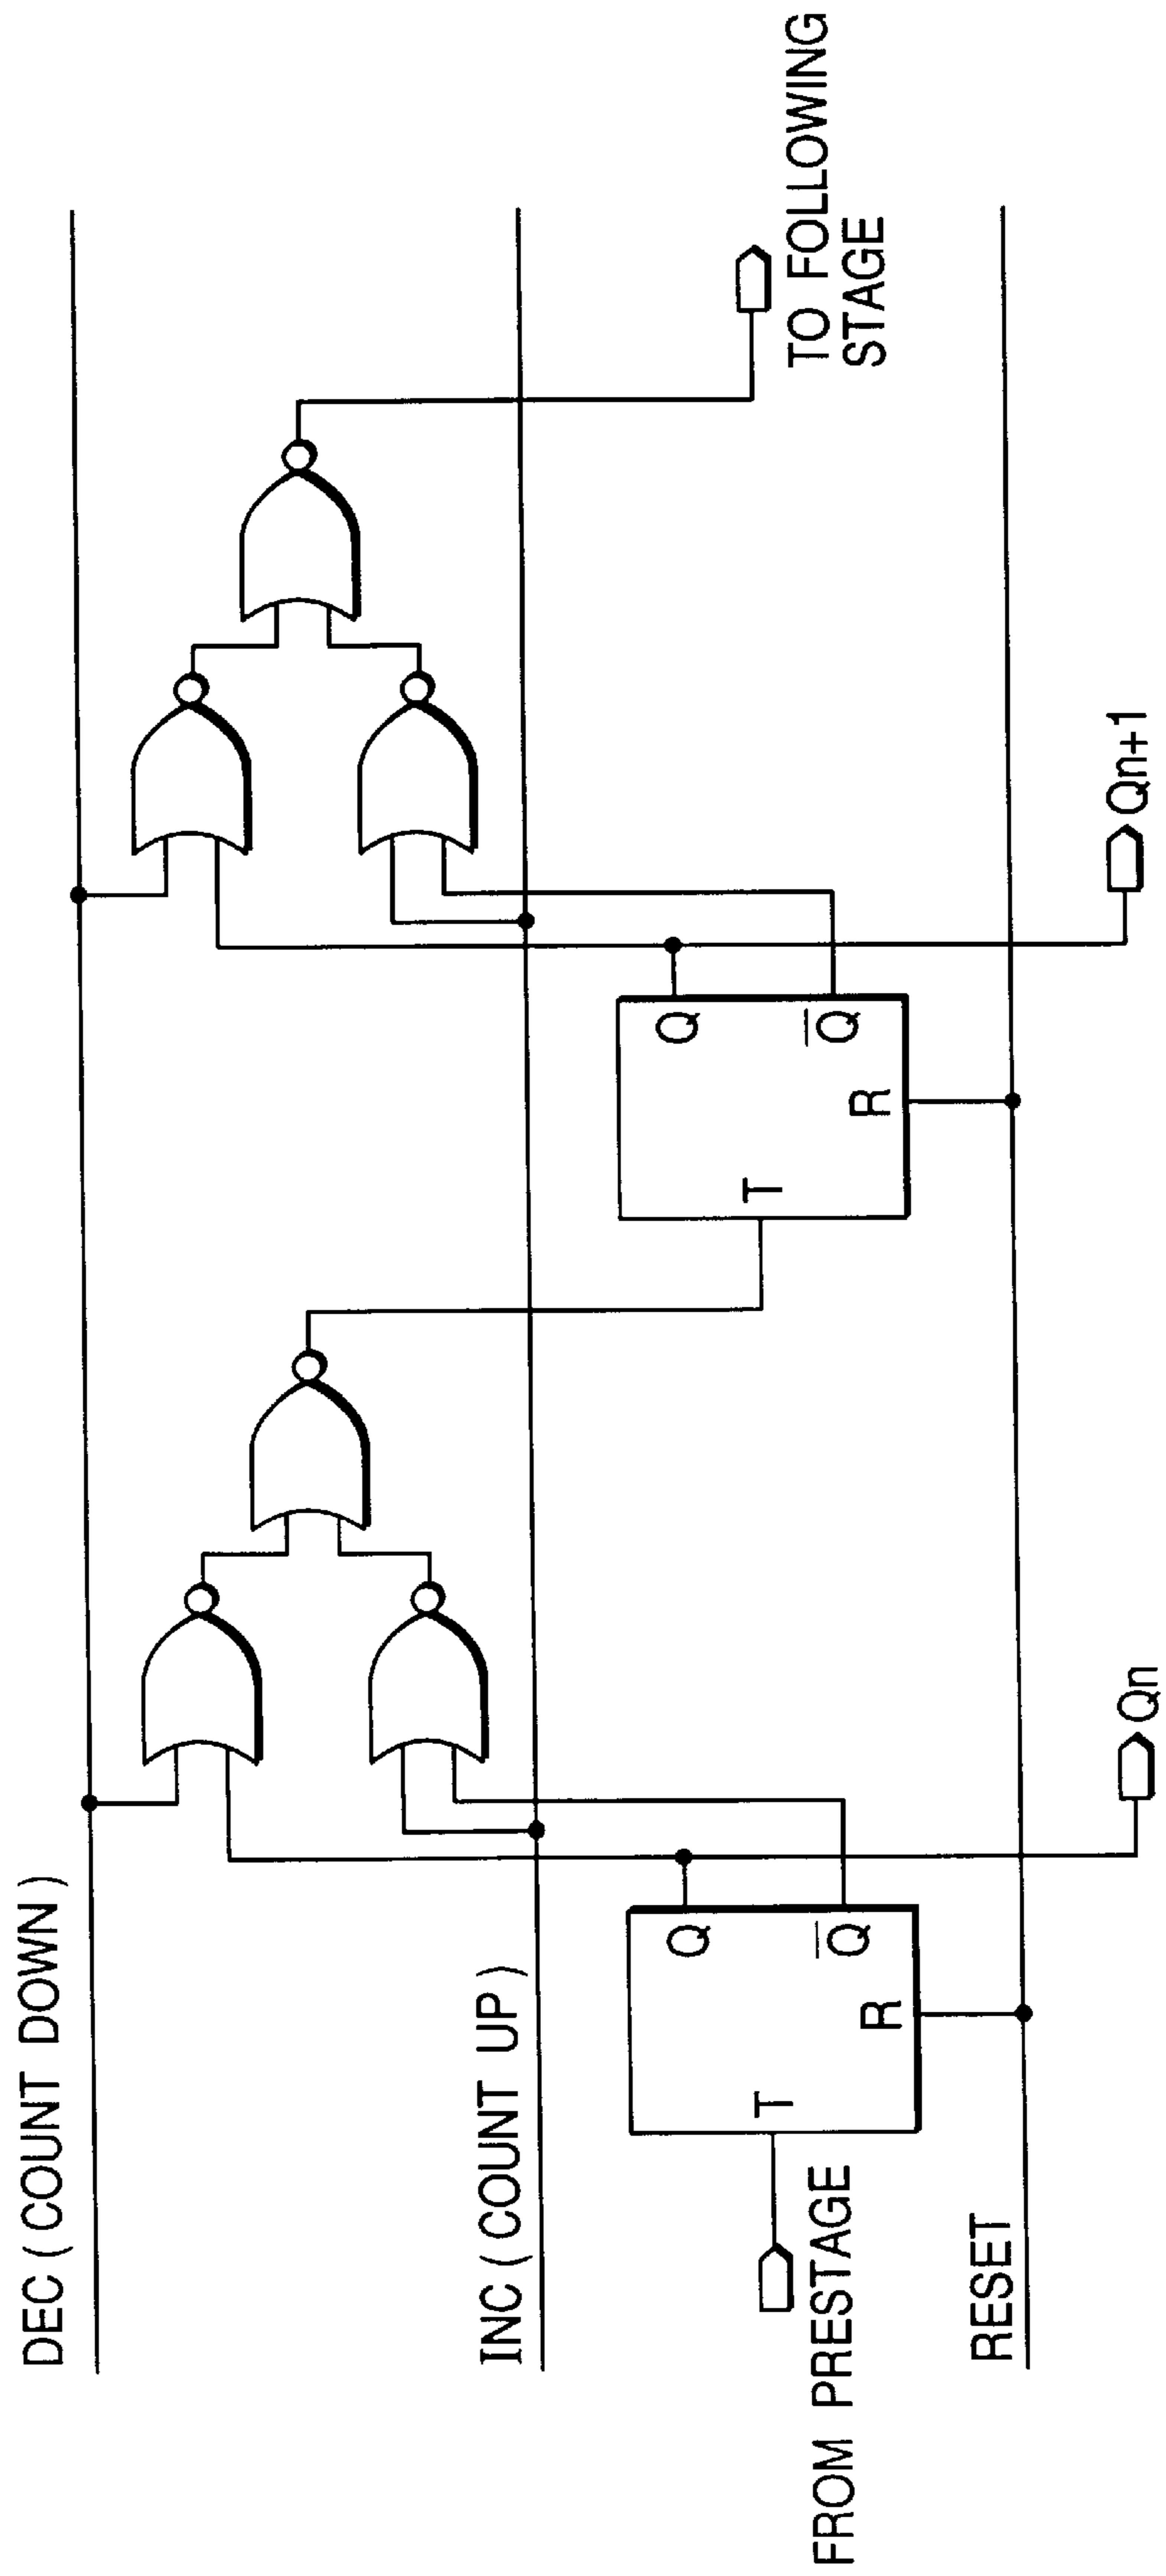 DEC ( COUNT DOWN )
INC ( COUNT UP )
FROM PRESTAGE
RESET
T
Q
Q̅
R
Qn
T
Q
Q̅
R
Qn+1
TO FOLLOWING
STAGE